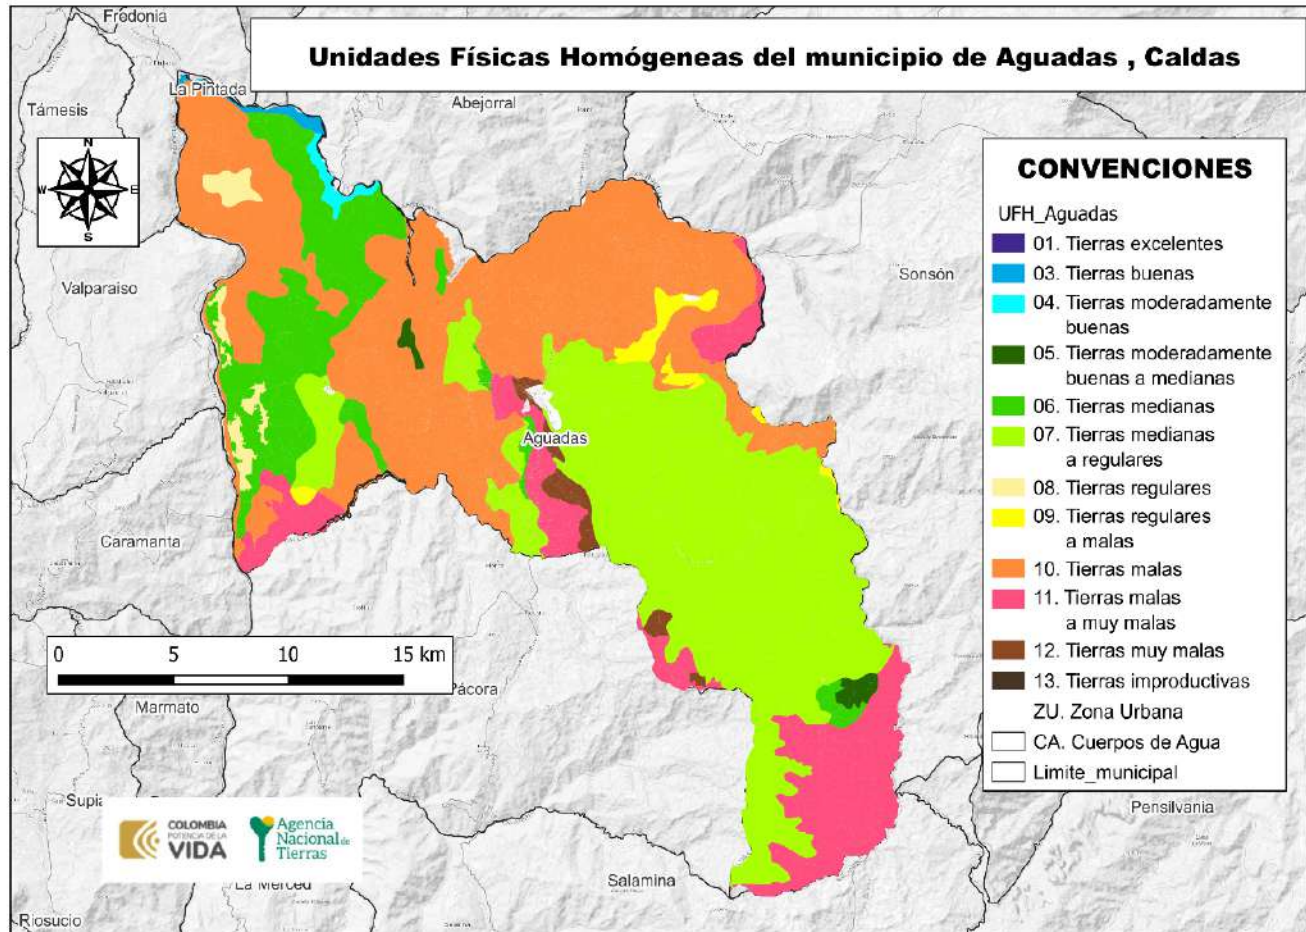 Unidades Físicas Homógeneas del municipio de Aguadas , Caldas
Fredonia
La Pintada
Támesis
Abejorral
N
W
E
S
Valparaiso
Sonsón
Aguadas
Caramanta
0 5 10 15 km
Pácora
Marmato
Supia
COLOMBIA
POTENCIA DE LA
VIDA
Agencia
Nacional de
Tierras
La Merced
Salamina
Riosucio
Pensilvania
CONVENCIONES
UFH_Aguadas
01. Tierras excelentes
03. Tierras buenas
04. Tierras moderadamente
buenas
05. Tierras moderadamente
buenas a medianas
06. Tierras medianas
07. Tierras medianas
a regulares
08. Tierras regulares
09. Tierras regulares
a malas
10. Tierras malas
11. Tierras malas
a muy malas
12. Tierras muy malas
13. Tierras improductivas
ZU. Zona Urbana
CA. Cuerpos de Agua
Limite_municipal